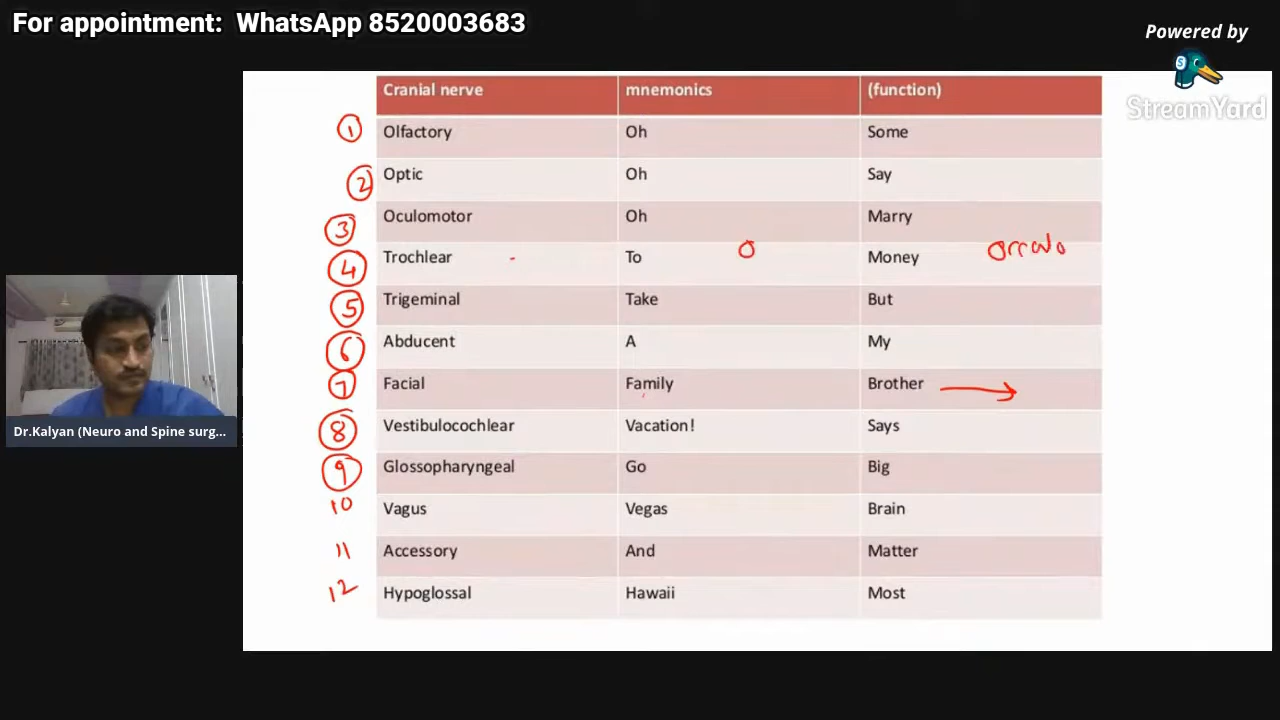 For appointment: WhatsApp 8520003683
Powered by
StreamYard
Cranial nerve mnemonics (function)
1 Olfactory Oh Some
2 Optic Oh Say
3 Oculomotor Oh Marry
4 Trochlear To O Money
5 Trigeminal Take But
6 Abducent A My
7 Facial Family Brother
8 Vestibulocochlear Vacation! Says
9 Glossopharyngeal Go Big
10 Vagus Vegas Brain
11 Accessory And Matter
12 Hypoglossal Hawaii Most
Dr.Kalyan (Neuro and Spine surg...